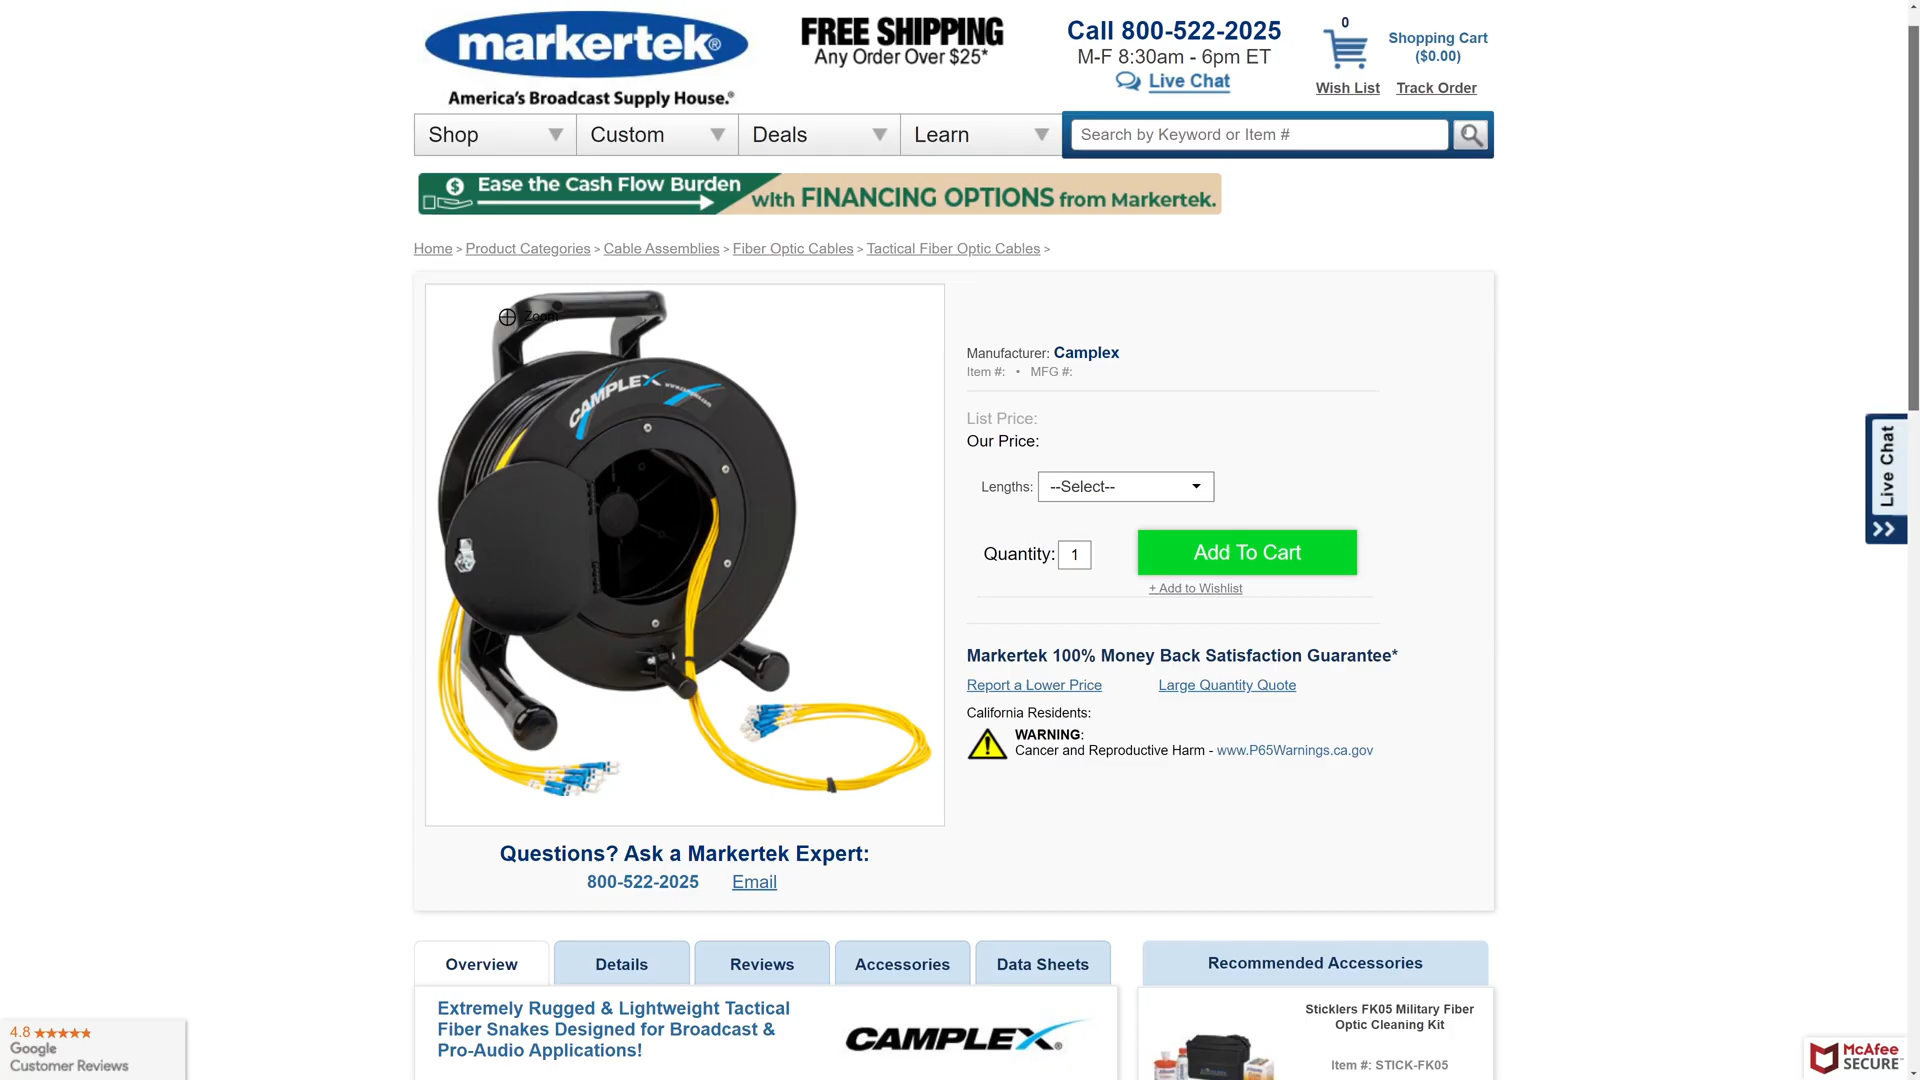 markertek®
America's Broadcast Supply House.®
FREE SHIPPING
Any Order Over $25*
Call 800-522-2025
M-F 8:30am - 6pm ET
Live Chat
0
Shopping Cart
($0.00)
Wish List
Track Order
Shop
Custom
Deals
Learn
Search by Keyword or Item #
$ Ease the Cash Flow Burden
with FINANCING OPTIONS from Markertek.
Home > Product Categories > Cable Assemblies > Fiber Optic Cables > Tactical Fiber Optic Cables >
Zoom
CAMPLEX
Manufacturer: Camplex
Item #: • MFG #:
List Price:
Our Price:
Lengths: --Select--
Quantity: 1
Add To Cart
+ Add to Wishlist
Markertek 100% Money Back Satisfaction Guarantee*
Report a Lower Price
Large Quantity Quote
California Residents:
WARNING:
Cancer and Reproductive Harm - www.P65Warnings.ca.gov
Live Chat
Questions? Ask a Markertek Expert:
800-522-2025
Email
Overview
Details
Reviews
Accessories
Data Sheets
Recommended Accessories
Extremely Rugged & Lightweight Tactical
Fiber Snakes Designed for Broadcast &
Pro-Audio Applications!
CAMPLEX®
Sticklers FK05 Military Fiber
Optic Cleaning Kit
Item #: STICK-FK05
4.8
Google
Customer Reviews
McAfee
SECURE